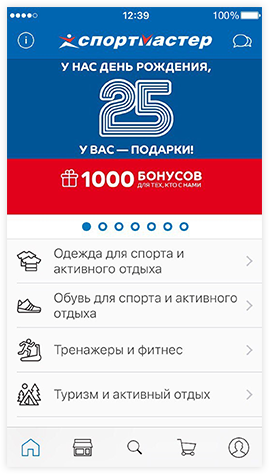 12:39
100%
спортмастер
У НАС ДЕНЬ РОЖДЕНИЯ,
25
У ВАС — ПОДАРКИ!
1000 БОНУСОВ
ДЛЯ ТЕХ, КТО С НАМИ
Одежда для спорта и
активного отдыха
Обувь для спорта и активного
отдыха
Тренажеры и фитнес
Туризм и активный отдых